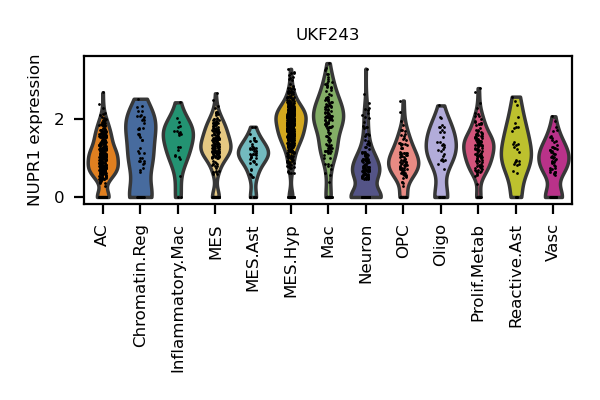 UKF243
NUPR1 expression
2
0
AC
Chromatin.Reg
Inflammatory.Mac
MES
MES.Ast
MES.Hyp
Mac
Neuron
OPC
Oligo
Prolif.Metab
Reactive.Ast
Vasc